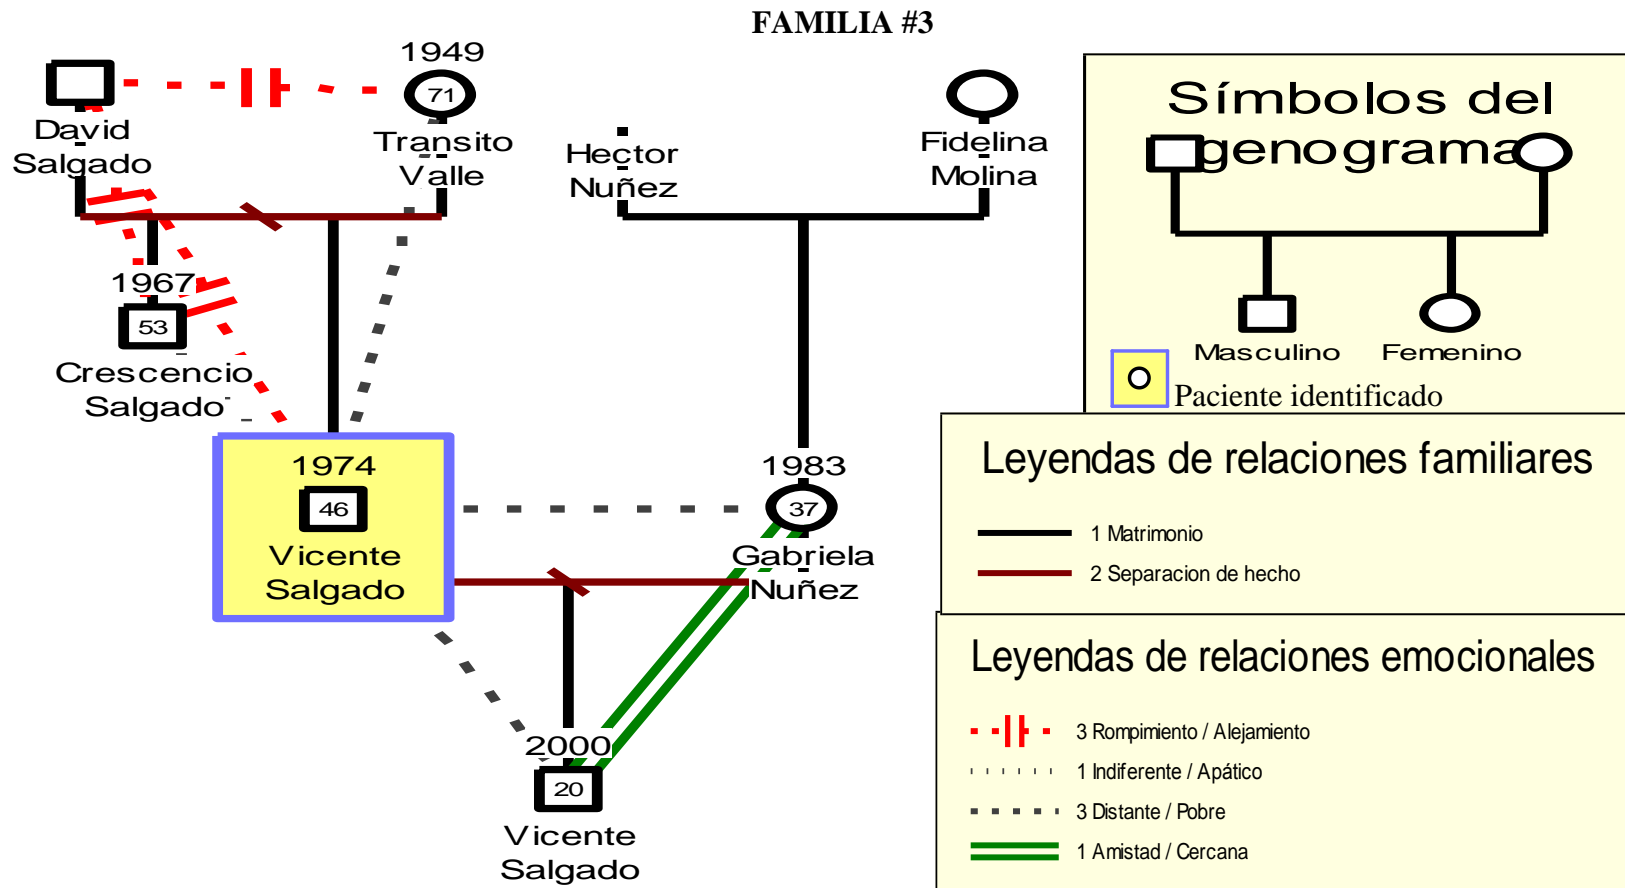 FAMILIA #3
1949
71
David
Salgado
Transito
Valle
Hector
Nuñez
Fidelina
Molina
1967
53
Crescencio
Salgado
1974
46
Vicente
Salgado
1983
37
Gabriela
Nuñez
2000
20
Vicente
Salgado
Símbolos del
genograma
Masculino
Femenino
Paciente identificado
Leyendas de relaciones familiares
1 Matrimonio
2 Separacion de hecho
Leyendas de relaciones emocionales
3 Rompimiento / Alejamiento
1 Indiferente / Apático
3 Distante / Pobre
1 Amistad / Cercana